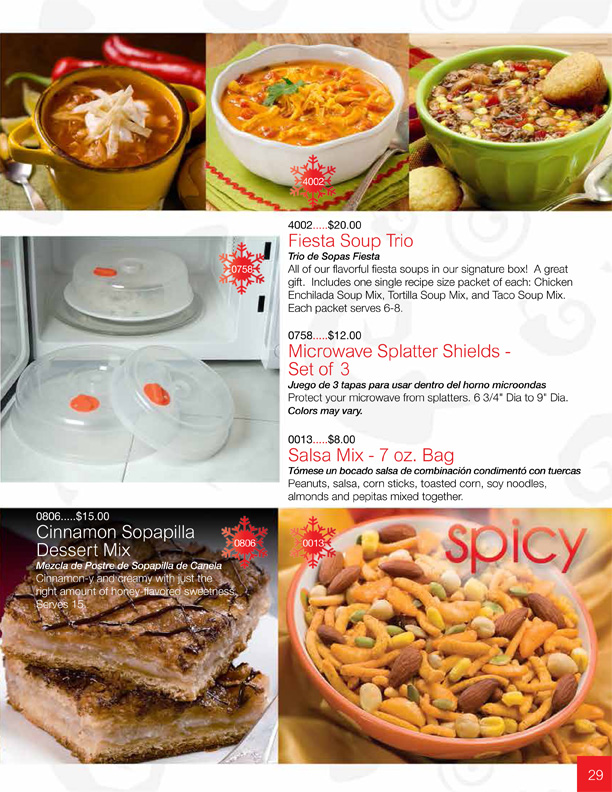 4002
4002.....$20.00
Fiesta Soup Trio
Trio de Sopas Fiesta
All of our flavorful fiesta soups in our signature box!  A great
gift.  Includes one single recipe size packet of each: Chicken
Enchilada Soup Mix, Tortilla Soup Mix, and Taco Soup Mix.
Each packet serves 6-8.
0758
0758.....$12.00
Microwave Splatter Shields -
Set of 3
Juego de 3 tapas para usar dentro del horno microondas
Protect your microwave from splatters. 6 3/4" Dia to 9" Dia.
Colors may vary.
0013.....$8.00
Salsa Mix - 7 oz. Bag
Tómese un bocado salsa de combinación condimentó con tuercas
Peanuts, salsa, corn sticks, toasted corn, soy noodles,
almonds and pepitas mixed together.
0806.....$15.00
Cinnamon Sopapilla
Dessert Mix
Mezcla de Postre de Sopapilla de Canela
Cinnamon-y and creamy with just the
right amount of honey-flavored sweetness.
Serves 15.
0806
0013
spicy
29